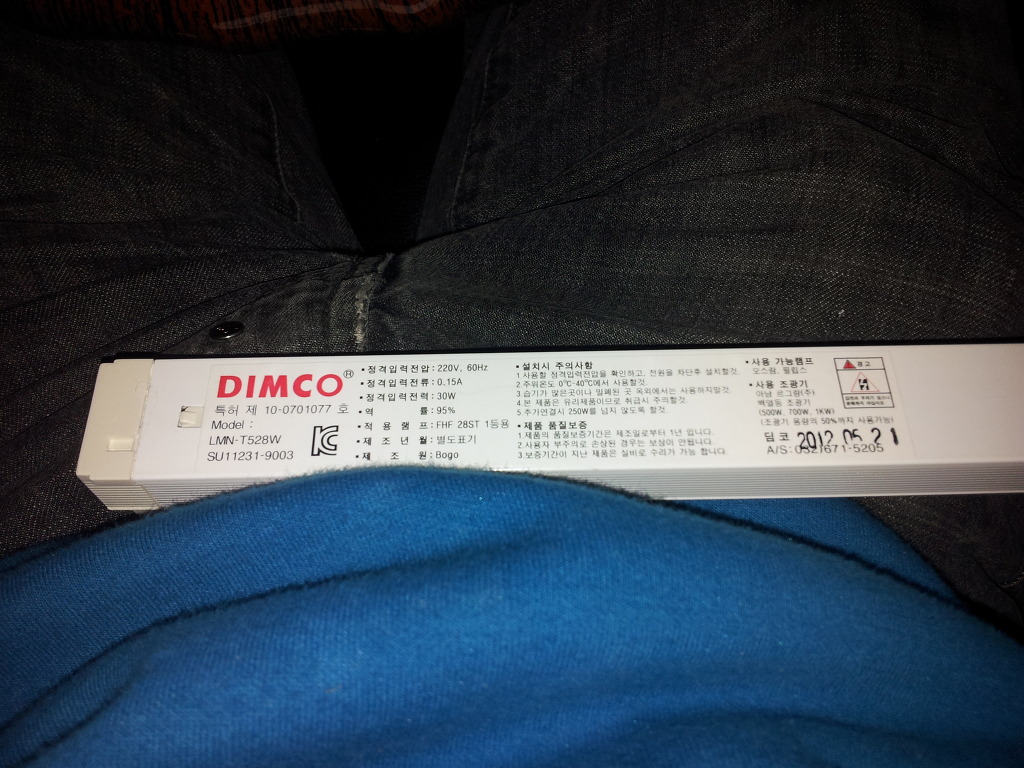 DIMCO®
특허 제 10-0701077 호
Model :
LMN-T528W
SU11231-9003
• 정격입력전압 : 220V, 60Hz
• 정격입력전류 : 0.15A
• 정격입력전력 : 30W
• 역 률 : 95%
• 적 용 램 프 : FHF 28ST 1등용
• 제 조 년 월 : 별도표기
• 제 조 원 : Bogo
• 설치시 주의사항
1.사용할 정격입력전압을 확인하고, 전원을 차단후 설치할것.
2.주위온도 0℃-40℃에서 사용할것.
3.습기가 많은곳이나 밀폐된 곳 옥외에서는 사용하지말것.
4.본 제품은 유리제품이므로 취급시 주의할것.
5.추가연결시 250W를 넘지 않도록 할것.
• 제품 품질보증
1.제품의 품질보증기간은 제조일로부터 1년 입니다.
2.사용자 부주의로 손상된 경우는 보상이 안됩니다.
3.보증기간이 지난 제품은 실비로 수리가 가능 합니다.
• 사용 가능램프
오스람, 필립스
• 사용 조광기
아남 르그랑(주)
백열등 조광기
(500W, 700W, 1KW)
(조광기 용량의 50%까지 사용가능)
딤코 2012.05.21
A/S: 032/671-5205
경고